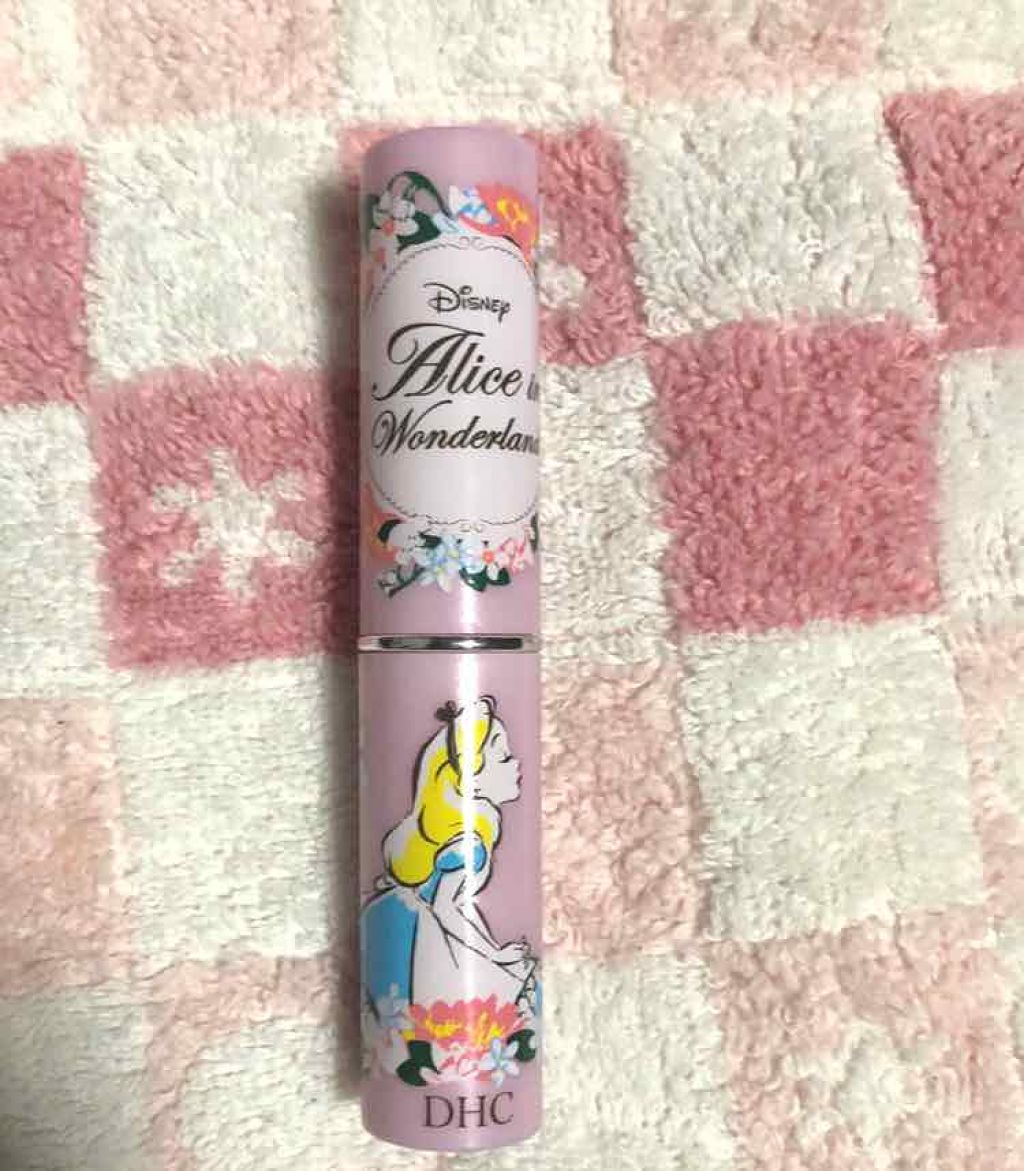 Disney
Alice in
Wonderland
DHC